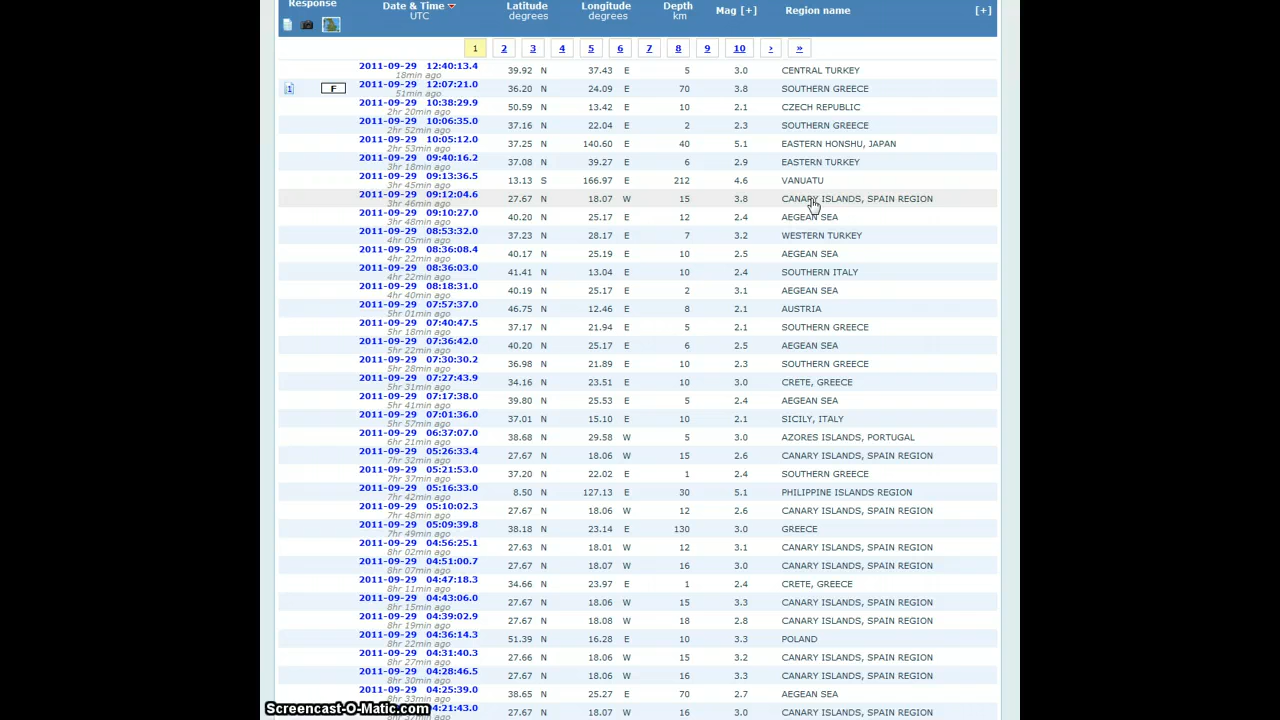 Response Date & Time UTC Latitude degrees Longitude degrees Depth km Mag [+] Region name [+]
1 2 3 4 5 6 7 8 9 10 › »
2011-09-29 12:40:13.4 39.92 N 37.43 E 5 3.0 CENTRAL TURKEY
18min ago
1 F 2011-09-29 12:07:21.0 36.20 N 24.09 E 70 3.8 SOUTHERN GREECE
51min ago
2011-09-29 10:38:29.9 50.59 N 13.42 E 10 2.1 CZECH REPUBLIC
2hr 20min ago
2011-09-29 10:06:35.0 37.16 N 22.04 E 2 2.3 SOUTHERN GREECE
2hr 52min ago
2011-09-29 10:05:12.0 37.25 N 140.60 E 40 5.1 EASTERN HONSHU, JAPAN
2hr 53min ago
2011-09-29 09:40:16.2 37.08 N 39.27 E 6 2.9 EASTERN TURKEY
3hr 18min ago
2011-09-29 09:13:36.5 13.13 S 166.97 E 212 4.6 VANUATU
3hr 45min ago
2011-09-29 09:12:04.6 27.67 N 18.07 W 15 3.8 CANARY ISLANDS, SPAIN REGION
3hr 46min ago
2011-09-29 09:10:27.0 40.20 N 25.17 E 12 2.4 AEGEAN SEA
3hr 48min ago
2011-09-29 08:53:32.0 37.23 N 28.17 E 7 3.2 WESTERN TURKEY
4hr 05min ago
2011-09-29 08:36:08.4 40.17 N 25.19 E 10 2.5 AEGEAN SEA
4hr 22min ago
2011-09-29 08:36:03.0 41.41 N 13.04 E 10 2.4 SOUTHERN ITALY
4hr 22min ago
2011-09-29 08:18:31.0 40.19 N 25.17 E 2 3.1 AEGEAN SEA
4hr 40min ago
2011-09-29 07:57:37.0 46.75 N 12.46 E 8 2.1 AUSTRIA
5hr 01min ago
2011-09-29 07:40:47.5 37.17 N 21.94 E 5 2.1 SOUTHERN GREECE
5hr 18min ago
2011-09-29 07:36:42.0 40.20 N 25.17 E 6 2.5 AEGEAN SEA
5hr 22min ago
2011-09-29 07:30:30.2 36.98 N 21.89 E 10 2.3 SOUTHERN GREECE
5hr 28min ago
2011-09-29 07:27:43.9 34.16 N 23.51 E 10 3.0 CRETE, GREECE
5hr 31min ago
2011-09-29 07:17:38.0 39.80 N 25.53 E 5 2.4 AEGEAN SEA
5hr 41min ago
2011-09-29 07:01:36.0 37.01 N 15.10 E 10 2.1 SICILY, ITALY
5hr 57min ago
2011-09-29 06:37:07.0 38.68 N 29.58 W 5 3.0 AZORES ISLANDS, PORTUGAL
6hr 21min ago
2011-09-29 05:26:33.4 27.67 N 18.06 W 15 2.6 CANARY ISLANDS, SPAIN REGION
7hr 32min ago
2011-09-29 05:21:53.0 37.20 N 22.02 E 1 2.4 SOUTHERN GREECE
7hr 37min ago
2011-09-29 05:16:33.0 8.50 N 127.13 E 30 5.1 PHILIPPINE ISLANDS REGION
7hr 42min ago
2011-09-29 05:10:02.3 27.67 N 18.06 W 12 2.6 CANARY ISLANDS, SPAIN REGION
7hr 48min ago
2011-09-29 05:09:39.8 38.18 N 23.14 E 130 3.0 GREECE
7hr 49min ago
2011-09-29 04:56:25.1 27.63 N 18.01 W 12 3.1 CANARY ISLANDS, SPAIN REGION
8hr 02min ago
2011-09-29 04:51:00.7 27.67 N 18.07 W 16 3.0 CANARY ISLANDS, SPAIN REGION
8hr 07min ago
2011-09-29 04:47:18.3 34.66 N 23.97 E 1 2.4 CRETE, GREECE
8hr 11min ago
2011-09-29 04:43:06.0 27.67 N 18.06 W 15 3.3 CANARY ISLANDS, SPAIN REGION
8hr 15min ago
2011-09-29 04:39:02.9 27.67 N 18.08 W 18 2.8 CANARY ISLANDS, SPAIN REGION
8hr 19min ago
2011-09-29 04:36:14.3 51.39 N 16.28 E 10 3.3 POLAND
8hr 22min ago
2011-09-29 04:31:40.3 27.66 N 18.06 W 15 3.2 CANARY ISLANDS, SPAIN REGION
8hr 27min ago
2011-09-29 04:28:46.5 27.67 N 18.06 W 16 3.3 CANARY ISLANDS, SPAIN REGION
8hr 30min ago
2011-09-29 04:25:39.0 38.65 N 25.27 E 70 2.7 AEGEAN SEA
8hr 33min ago
04:21:43.0 27.67 N 18.07 W 16 3.0 CANARY ISLANDS, SPAIN REGION
Screencast-O-Matic.com